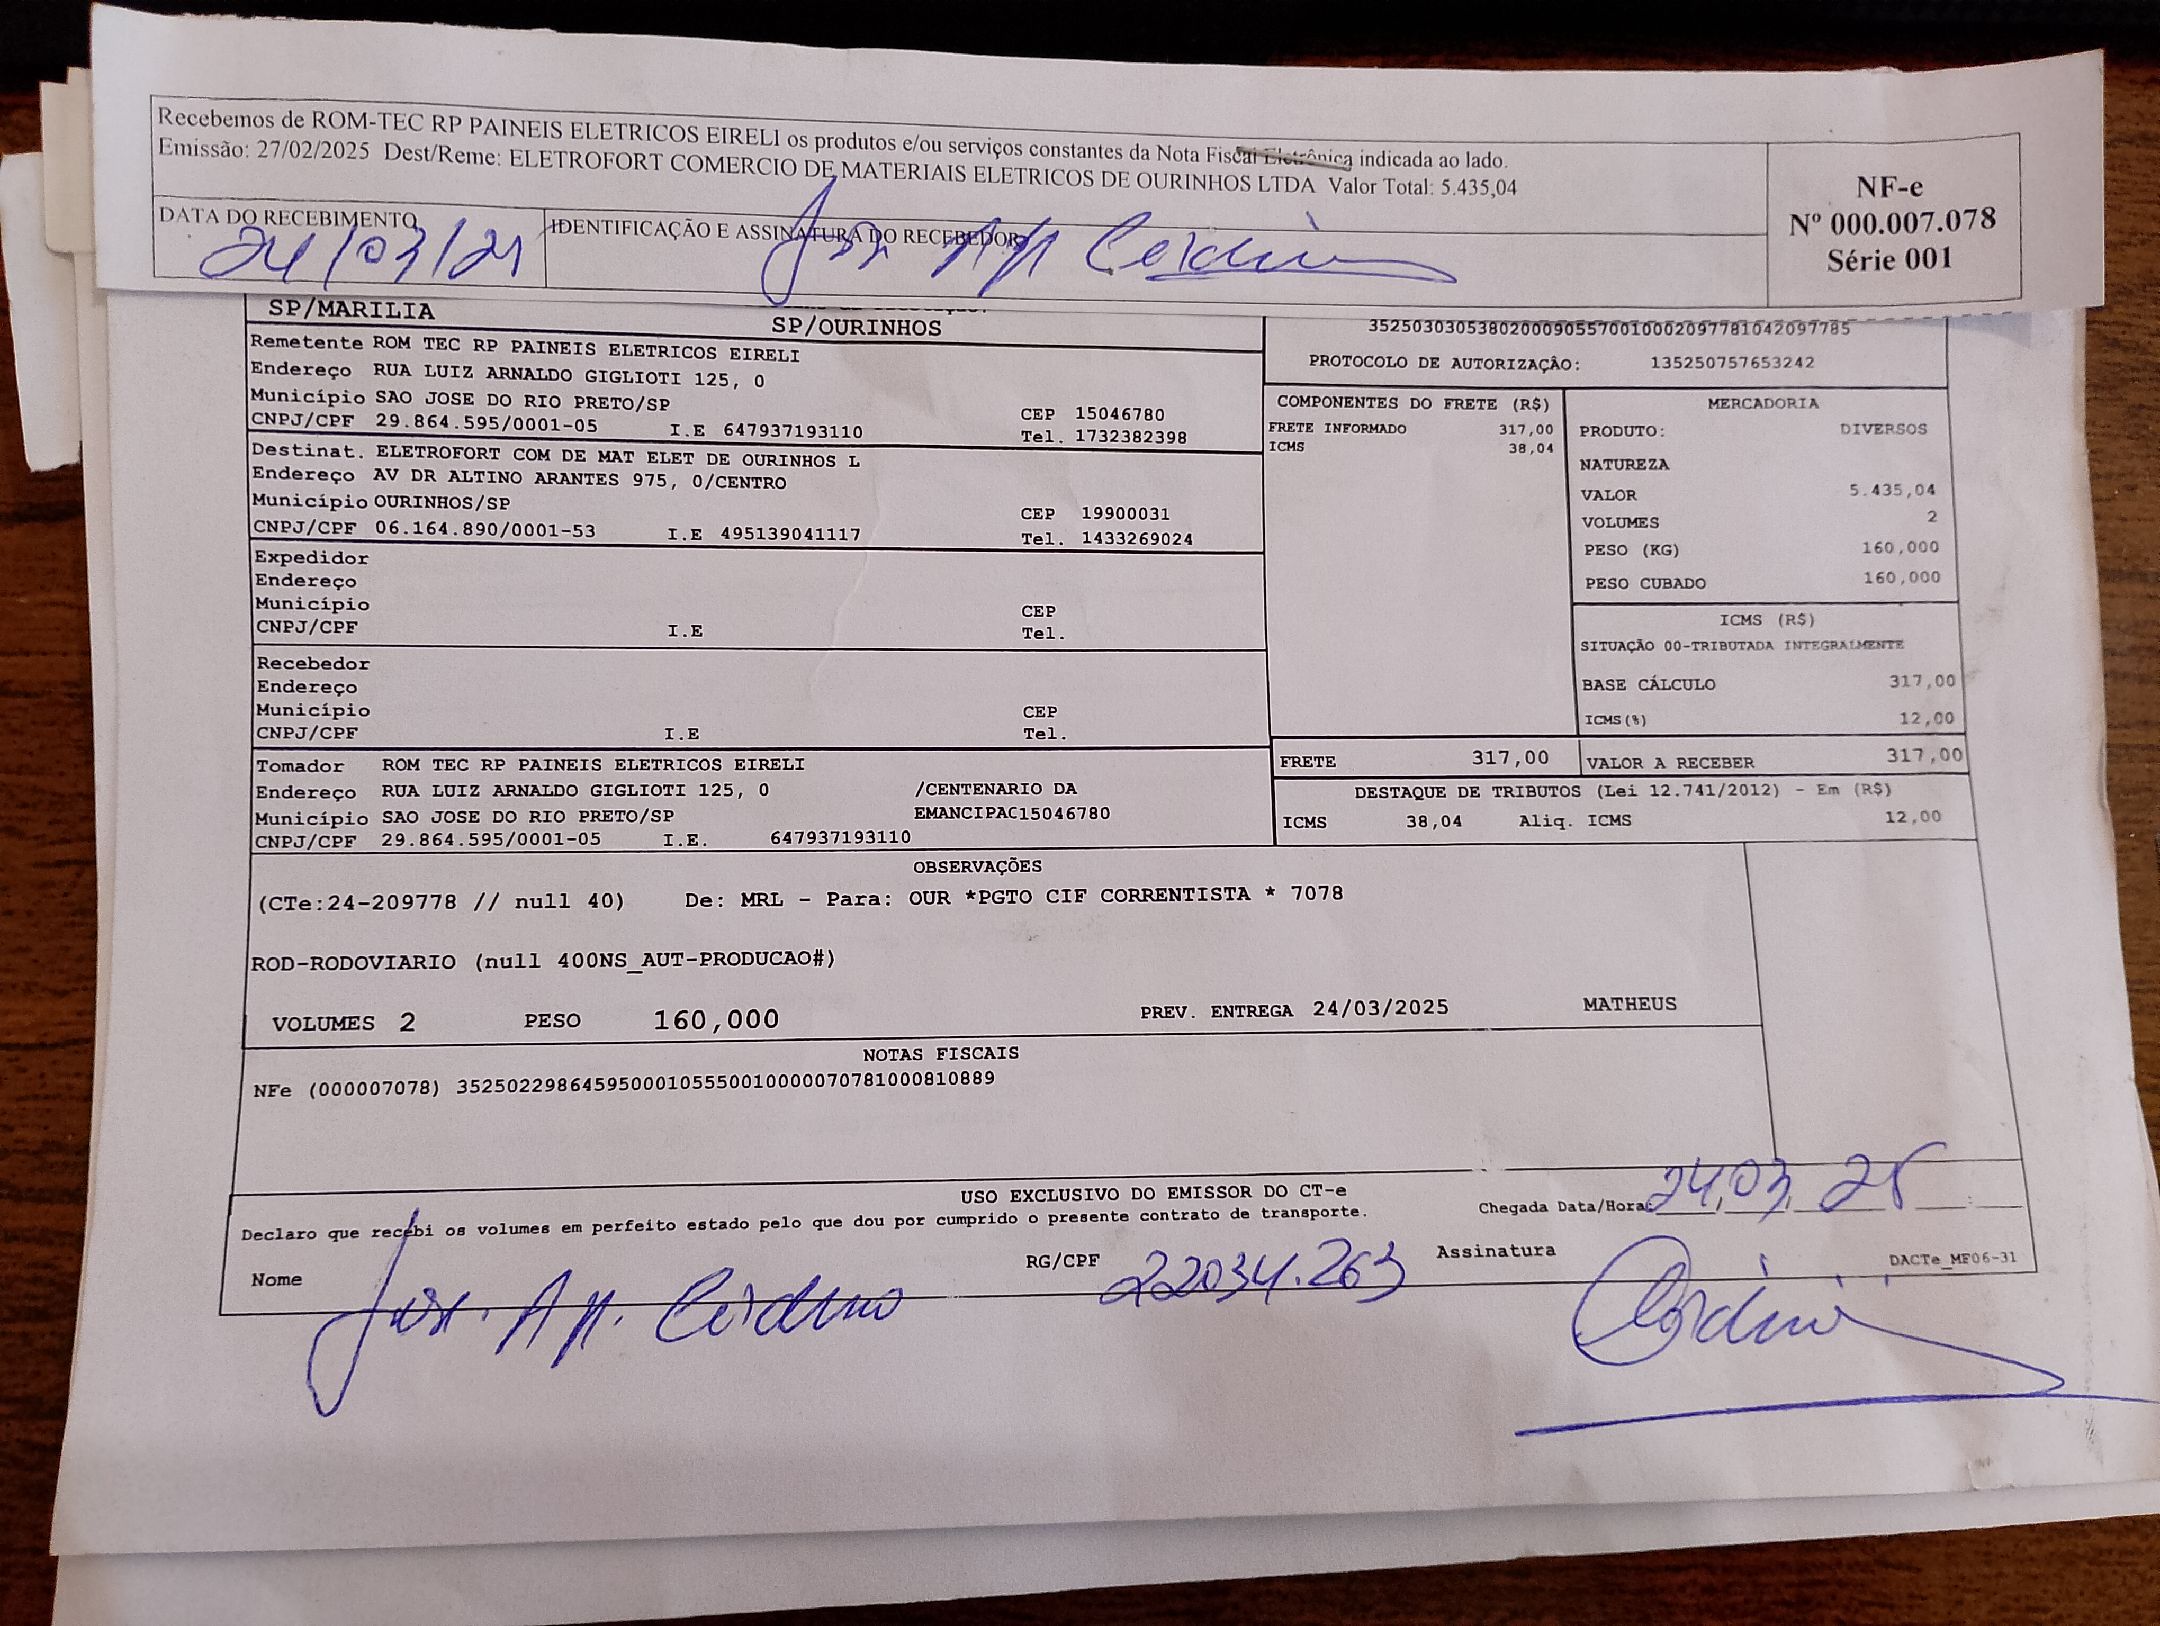 Recebemos de ROM-TEC RP PAINEIS ELETRICOS EIRELI os produtos e/ou serviços constantes da Nota Fiscal Eletrônica indicada ao lado.
Emissão: 27/02/2025 Dest/Reme: ELETROFORT COMERCIO DE MATERIAIS ELETRICOS DE OURINHOS LTDA Valor Total: 5.435,04
DATA DO RECEBIMENTO
24/03/25
IDENTIFICAÇÃO E ASSINATURA DO RECEBEDOR
NF-e
Nº 000.007.078
Série 001
SP/MARILIA
SP/OURINHOS
Remetente ROM TEC RP PAINEIS ELETRICOS EIRELI
Endereço RUA LUIZ ARNALDO GIGLIOTI 125, 0
Município SAO JOSE DO RIO PRETO/SP CEP 15046780
CNPJ/CPF 29.864.595/0001-05 I.E 647937193110 Tel. 1732382398
Destinat. ELETROFORT COM DE MAT ELET DE OURINHOS L
Endereço AV DR ALTINO ARANTES 975, 0/CENTRO
Município OURINHOS/SP CEP 19900031
CNPJ/CPF 06.164.890/0001-53 I.E 495139041117 Tel. 1433269024
Expedidor
Endereço
Município CEP
CNPJ/CPF I.E Tel.
Recebedor
Endereço
Município CEP
CNPJ/CPF I.E Tel.
Tomador ROM TEC RP PAINEIS ELETRICOS EIRELI
Endereço RUA LUIZ ARNALDO GIGLIOTI 125, 0 /CENTENARIO DA
Município SAO JOSE DO RIO PRETO/SP EMANCIPAC15046780
CNPJ/CPF 29.864.595/0001-05 I.E. 647937193110
35250303053802000905570010002097781042097785
PROTOCOLO DE AUTORIZAÇÃO: 135250757653242
COMPONENTES DO FRETE (R$)
FRETE INFORMADO 317,00
ICMS 38,04
MERCADORIA
PRODUTO: DIVERSOS
NATUREZA
VALOR 5.435,04
VOLUMES 2
PESO (KG) 160,000
PESO CUBADO 160,000
ICMS (R$)
SITUAÇÃO 00-TRIBUTADA INTEGRALMENTE
BASE CÁLCULO 317,00
ICMS(%) 12,00
FRETE 317,00 VALOR A RECEBER 317,00
DESTAQUE DE TRIBUTOS (Lei 12.741/2012) - Em (R$)
ICMS 38,04 Aliq. ICMS 12,00
OBSERVAÇÕES
(CTe:24-209778 // null 40) De: MRL - Para: OUR *PGTO CIF CORRENTISTA * 7078
ROD-RODOVIARIO (null 400NS_AUT-PRODUCAO#)
VOLUMES 2 PESO 160,000 PREV. ENTREGA 24/03/2025 MATHEUS
NOTAS FISCAIS
NFe (000007078) 35250229864595000105550010000070781000810889
USO EXCLUSIVO DO EMISSOR DO CT-e
Declaro que recebi os volumes em perfeito estado pelo que dou por cumprido o presente contrato de transporte.
Chegada Data/Hora: 24,03, 25
Nome
RG/CPF 22034.263
Assinatura
DACTe_MF06-31